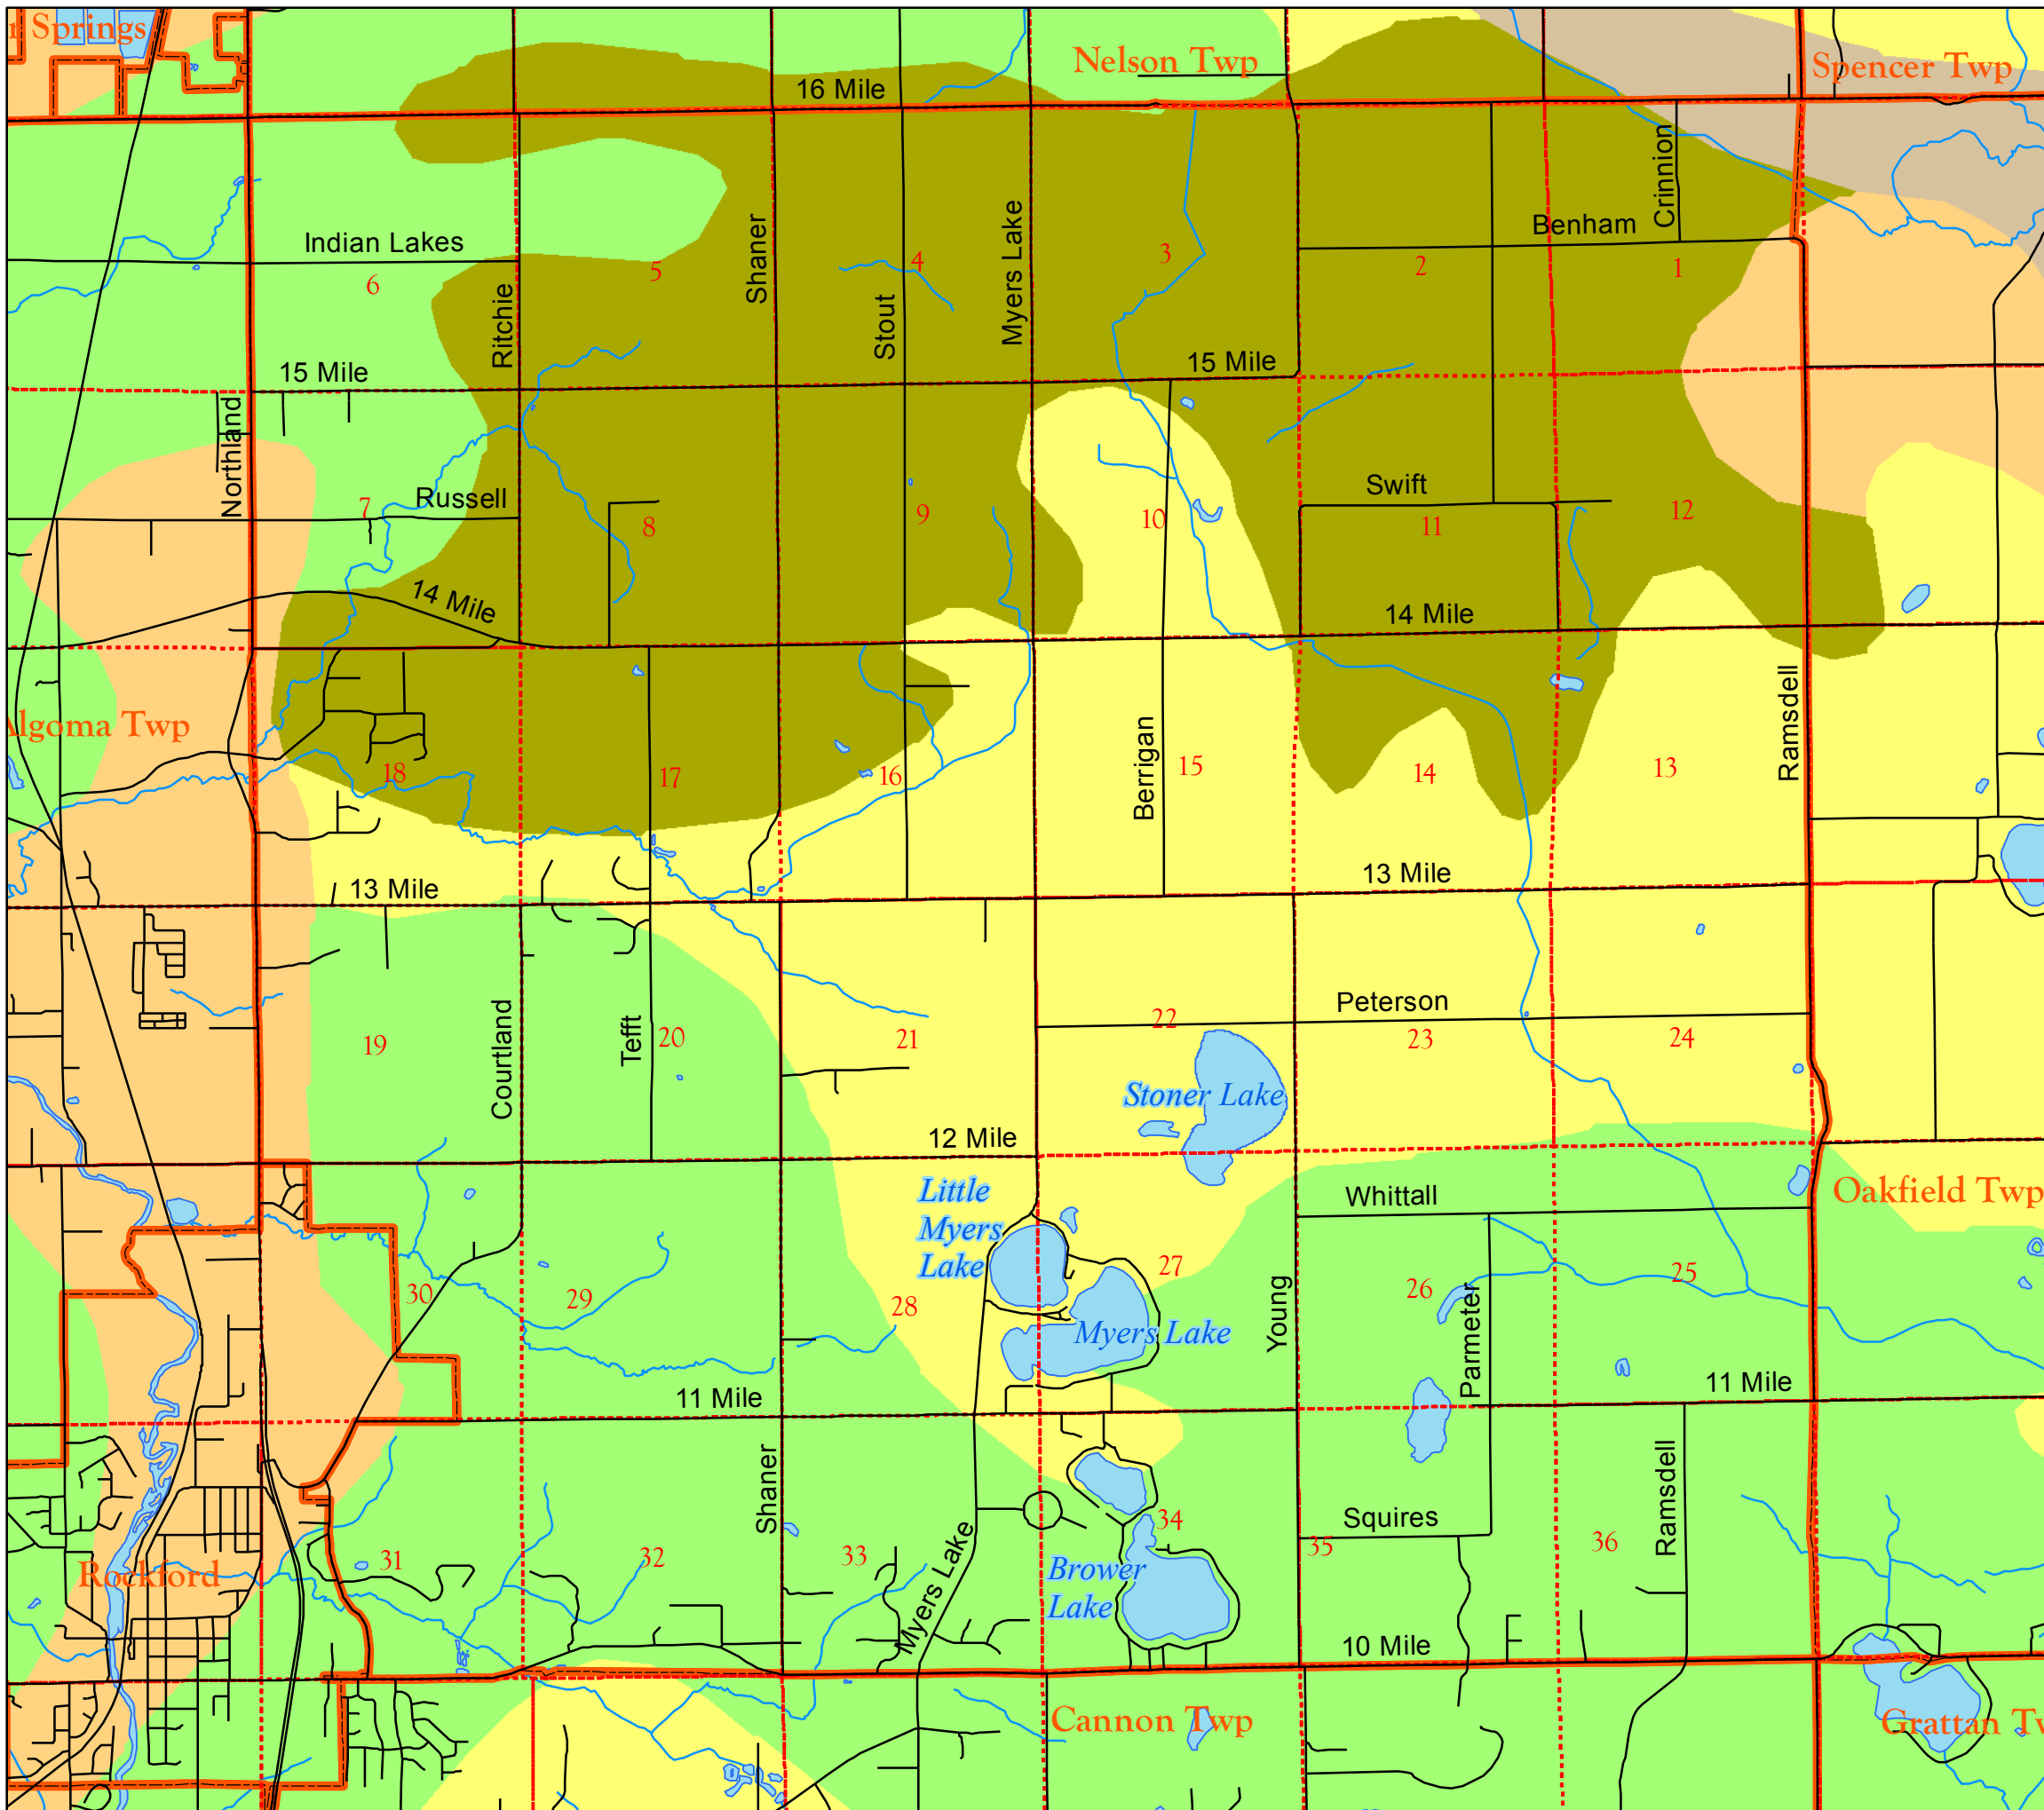 r Springs
Nelson Twp
Spencer Twp
16 Mile
Crinnion
Benham
Indian Lakes
Shaner
Myers Lake
6
5
4
3
2
1
Ritchie
Stout
15 Mile
15 Mile
Northland
Russell
Swift
7
8
9
10
11
12
14 Mile
14 Mile
Algoma Twp
Ramsdell
Berrigan
18
17
16
15
14
13
13 Mile
13 Mile
Peterson
Courtland
Tefft
19
20
21
22
23
24
Stoner Lake
12 Mile
Little
Myers
Lake
Whittall
Oakfield Twp
30
29
28
27
26
25
Young
Parmeter
Myers Lake
11 Mile
11 Mile
Shaner
Ramsdell
Squires
Myers Lake
31
32
33
34
35
36
Rockford
Brower
Lake
10 Mile
Cannon Twp
Grattan Tw